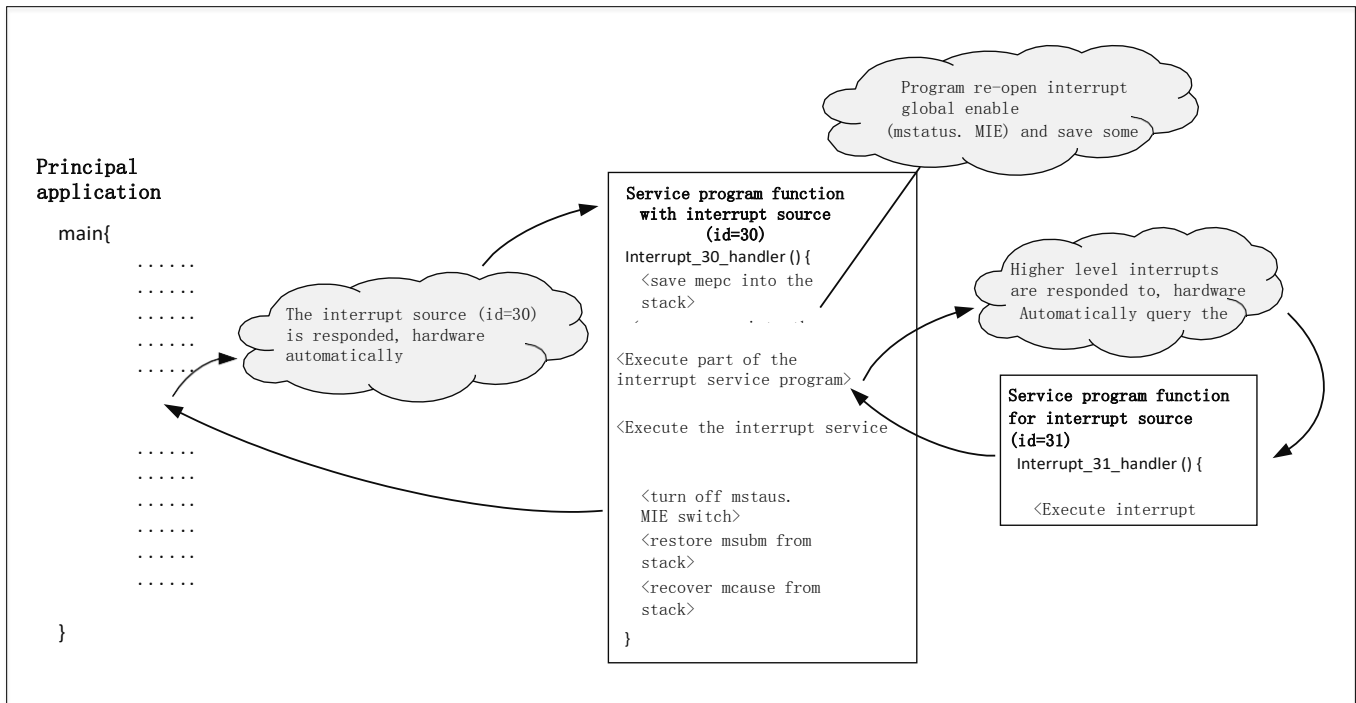 Principal
application
main{
......
......
......
......
......
......
......
......
......
......
......
}
The interrupt source (id=30)
is responded, hardware
automatically
Service program function
with interrupt source
(id=30)
Interrupt_30_handler () {
<save mepc into the
stack>
<Execute part of the
interrupt service program>
<Execute the interrupt service
<turn off mstaus.
MIE switch>
<restore msubm from
stack>
<recover mcause from
stack>
}
Program re-open interrupt
global enable
(mstatus. MIE) and save some
Higher level interrupts
are responded to, hardware
Automatically query the
Service program function
for interrupt source
(id=31)
Interrupt_31_handler () {
<Execute interrupt